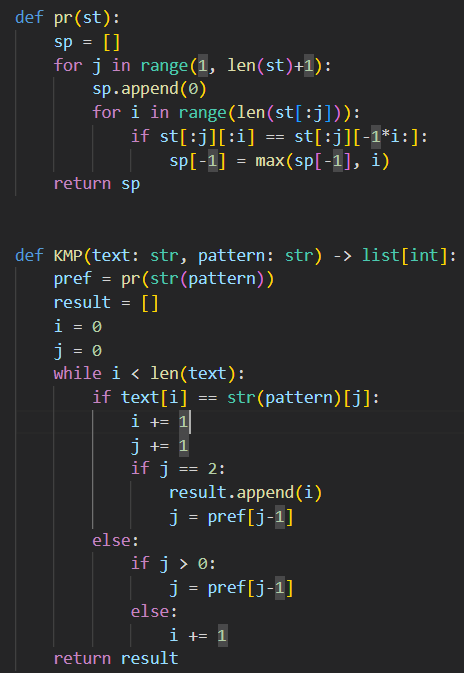 def pr(st):
    sp = []
    for j in range(1, len(st)+1):
        sp.append(0)
        for i in range(len(st[:j])):
            if st[:j][:i] == st[:j][-1*i:]:
                sp[-1] = max(sp[-1], i)
    return sp
def KMP(text: str, pattern: str) -> list[int]:
    pref = pr(str(pattern))
    result = []
    i = 0
    j = 0
    while i < len(text):
        if text[i] == str(pattern)[j]:
            i += 1
            j += 1
            if j == 2:
                result.append(i)
                j = pref[j-1]
        else:
            if j > 0:
                j = pref[j-1]
            else:
                i += 1
    return result